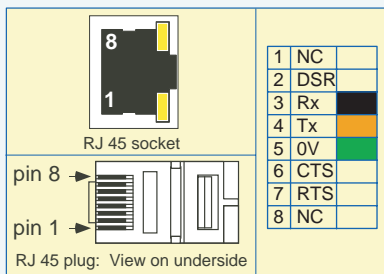 8
1
RJ 45 socket
pin 8
pin 1
RJ 45 plug: View on underside
1 NC
2 DSR
3 Rx
4 Tx
5 0V
6 CTS
7 RTS
8 NC